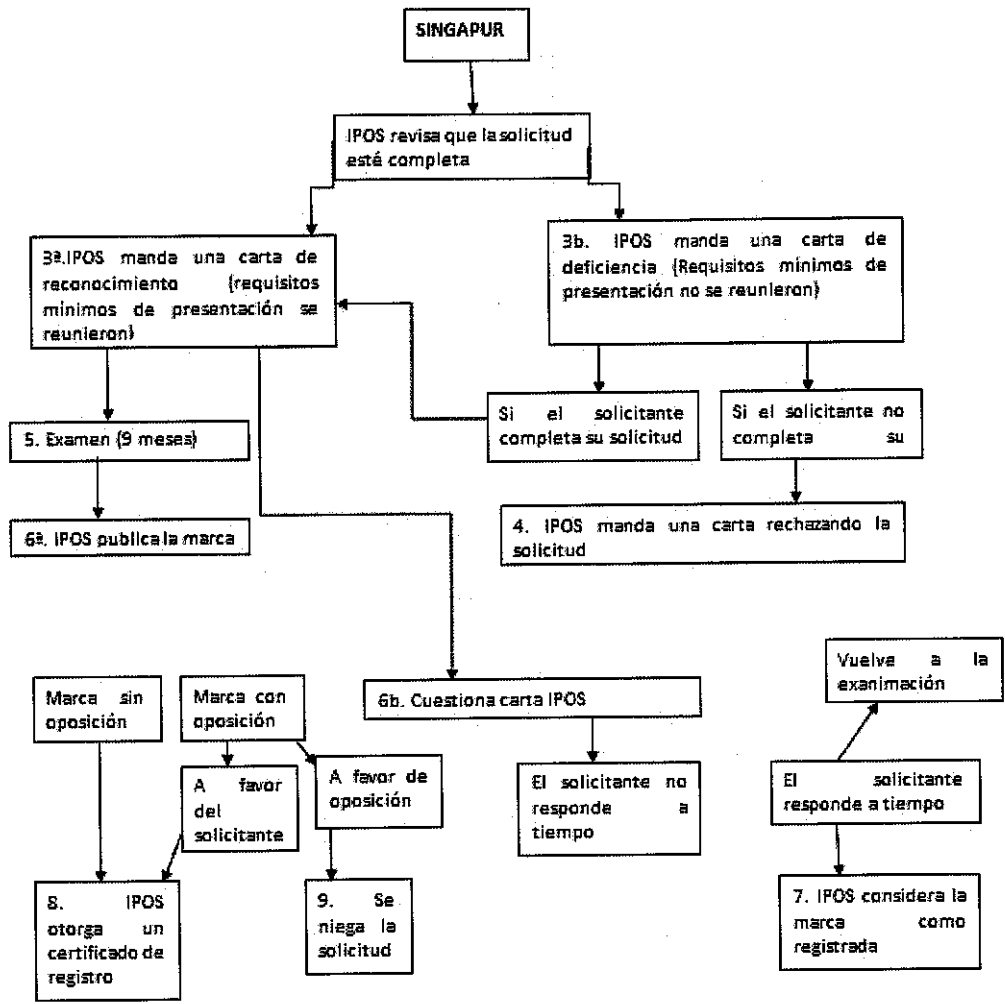 SINGAPUR
IPOS revisa que la solicitud
esté completa
3ª.IPOS manda una carta de
reconocimiento (requisitos
mínimos de presentación se
reunieron)
3b. IPOS manda una carta de
deficiencia (Requisitos mínimos de
presentación no se reunieron)
Si el solicitante
completa su solicitud
Si el solicitante no
completa su
5. Examen (9 meses)
4. IPOS manda una carta rechazando la
solicitud
6ª. IPOS publica la marca
Vuelve a la
exanimación
Marca sin
oposición
Marca con
oposición
6b. Cuestiona carta IPOS
A favor
del
solicitante
A favor de
oposición
El solicitante no
responde a
tiempo
El solicitante
responde a tiempo
8. IPOS
otorga un
certificado de
registro
9. Se
niega la
solicitud
7. IPOS considera la
marca como
registrada